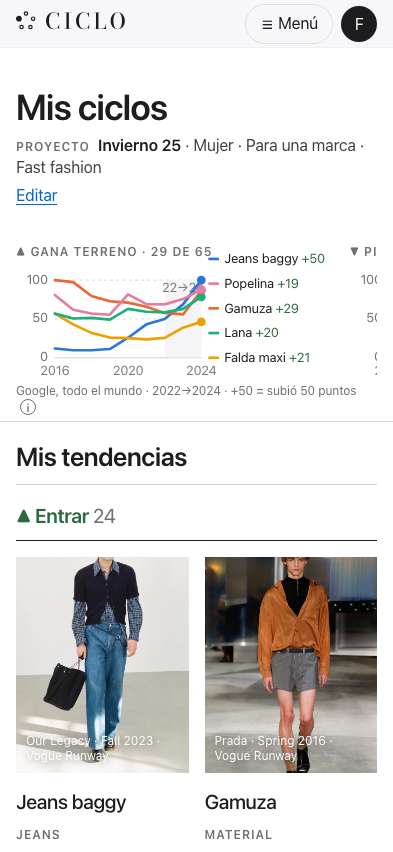 CICLO
Menú
F
Mis ciclos
PROYECTO Invierno 25 · Mujer · Para una marca ·
Fast fashion
Editar
▲ GANA TERRENO · 29 DE 65
▼ PI
Jeans baggy +50
Popelina +19
Gamuza +29
Lana +20
Falda maxi +21
100
50
0
22→2
2016
2020
2024
100
Google, todo el mundo · 2022→2024 · +50 = subió 50 puntos
Mis tendencias
▲ Entrar 24
Our Legacy · Fall 2023 ·
Vogue Runway
Prada · Spring 2016 ·
Vogue Runway
Jeans baggy
Gamuza
JEANS
MATERIAL